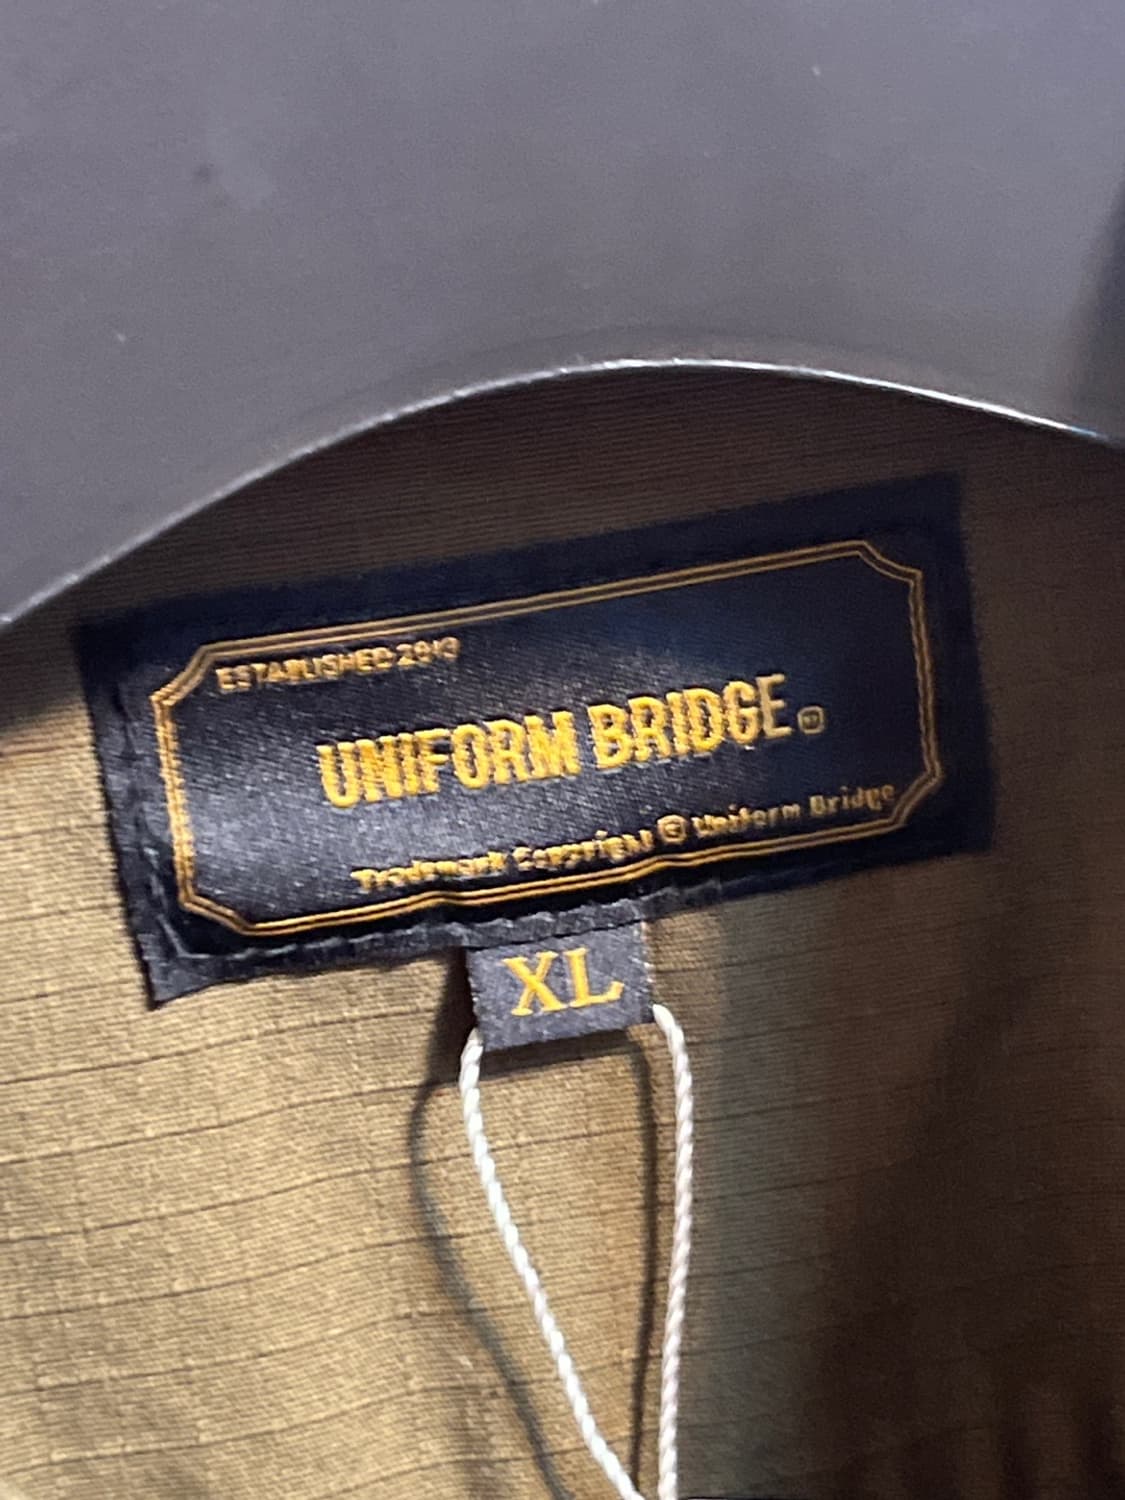 ESTABLISHED 2013
UNIFORM BRIDGE
Trademark Copyright © Uniform Bridge
XL